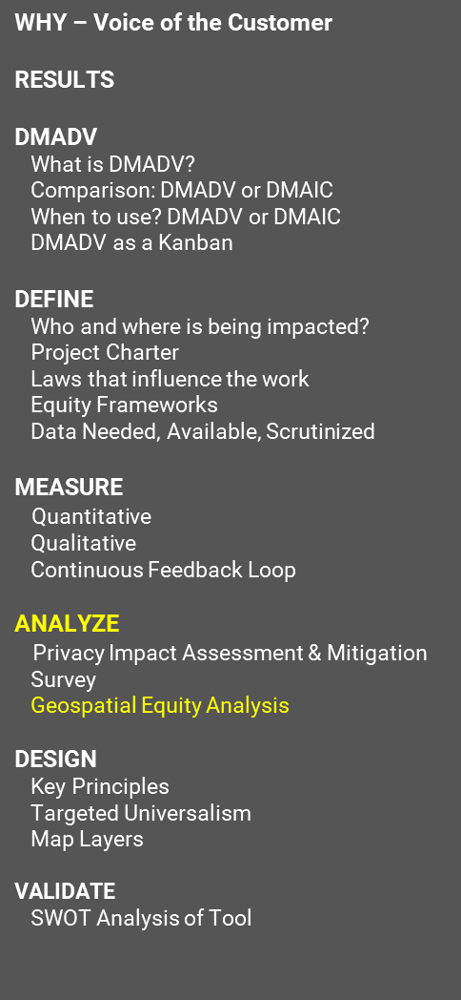 WHY – Voice of the Customer
RESULTS
DMADV
What is DMADV?
Comparison: DMADV or DMAIC
When to use? DMADV or DMAIC
DMADV as a Kanban
DEFINE
Who and where is being impacted?
Project Charter
Laws that influence the work
Equity Frameworks
Data Needed, Available, Scrutinized
MEASURE
Quantitative
Qualitative
Continuous Feedback Loop
ANALYZE
Privacy Impact Assessment & Mitigation
Survey
Geospatial Equity Analysis
DESIGN
Key Principles
Targeted Universalism
Map Layers
VALIDATE
SWOT Analysis of Tool